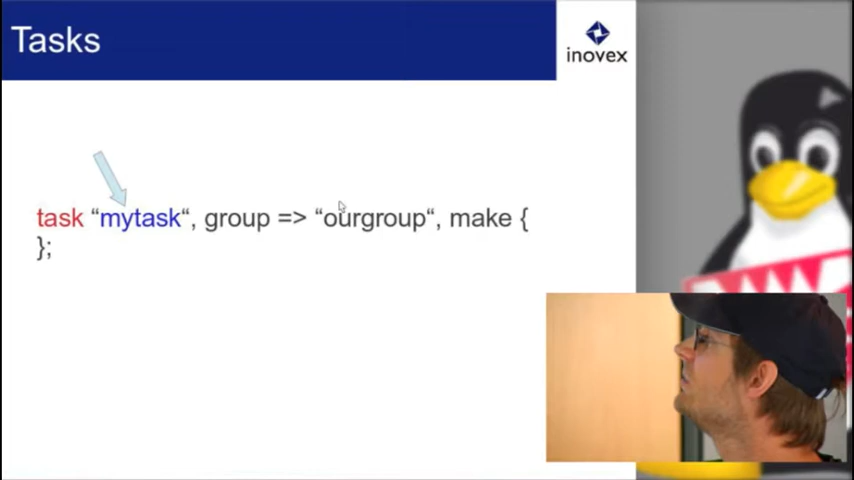 Tasks
inovex
task “mytask“, group => “ourgroup“, make {
};